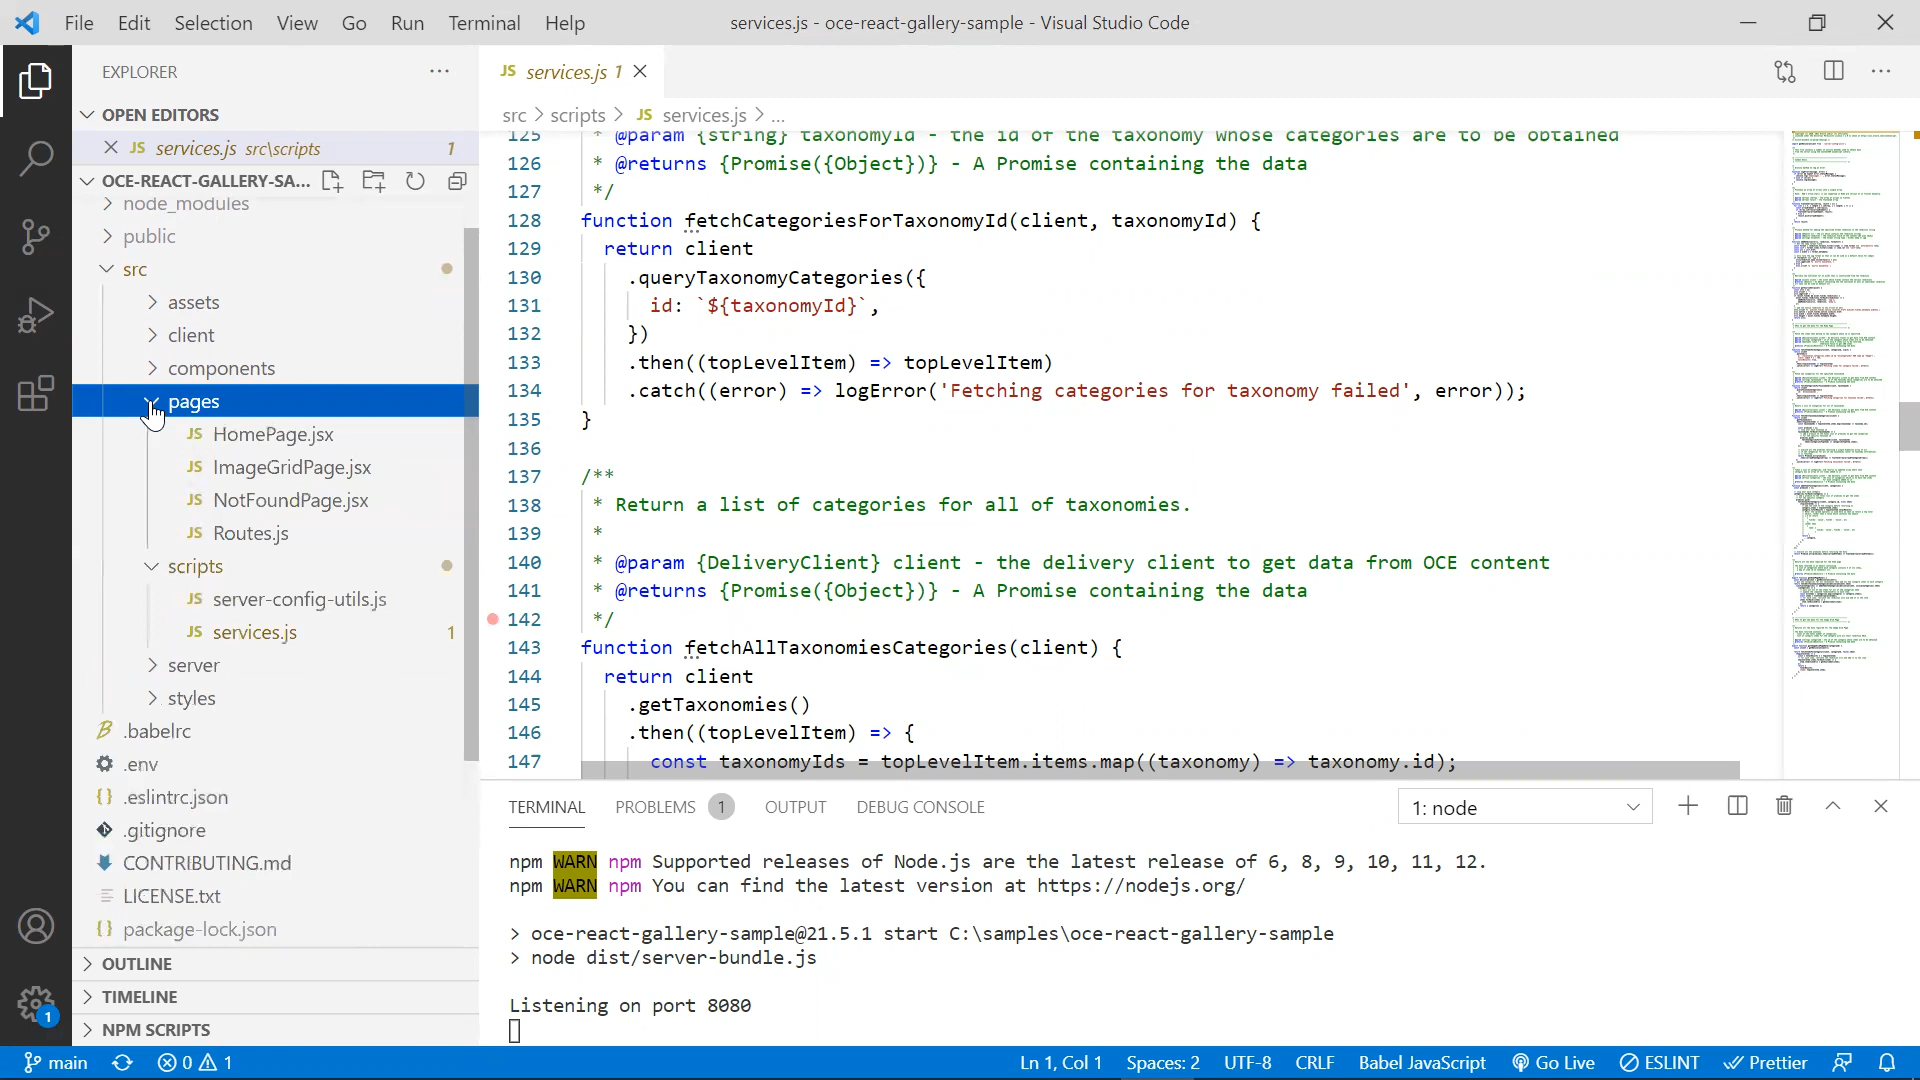 File Edit Selection View Go Run Terminal Help
services.js - oce-react-gallery-sample - Visual Studio Code
EXPLORER
OPEN EDITORS
JS services.js src\scripts 1
OCE-REACT-GALLERY-SA...
node_modules
public
src
assets
client
components
pages
JS HomePage.jsx
JS ImageGridPage.jsx
JS NotFoundPage.jsx
JS Routes.js
scripts
JS server-config-utils.js
JS services.js 1
server
styles
.babelrc
.env
{} .eslintrc.json
.gitignore
CONTRIBUTING.md
LICENSE.txt
{} package-lock.json
OUTLINE
TIMELINE
NPM SCRIPTS
1
JS services.js 1
src > scripts > JS services.js > ...
125 * @param {string} taxonomyId - the id of the taxonomy whose categories are to be obtained
126 * @returns {Promise({Object})} - A Promise containing the data
127 */
128 function fetchCategoriesForTaxonomyId(client, taxonomyId) {
129 return client
130 .queryTaxonomyCategories({
131 id: `${taxonomyId}`,
132 })
133 .then((topLevelItem) => topLevelItem)
134 .catch((error) => logError('Fetching categories for taxonomy failed', error));
135 }
136
137 /**
138 * Return a list of categories for all of taxonomies.
139 *
140 * @param {DeliveryClient} client - the delivery client to get data from OCE content
141 * @returns {Promise({Object})} - A Promise containing the data
142 */
143 function fetchAllTaxonomiesCategories(client) {
144 return client
145 .getTaxonomies()
146 .then((topLevelItem) => {
147 const taxonomyIds = topLevelItem.items.map((taxonomy) => taxonomy.id);
TERMINAL PROBLEMS 1 OUTPUT DEBUG CONSOLE 1: node
npm WARN npm Supported releases of Node.js are the latest release of 6, 8, 9, 10, 11, 12.
npm WARN npm You can find the latest version at https://nodejs.org/
> oce-react-gallery-sample@21.5.1 start C:\samples\oce-react-gallery-sample
> node dist/server-bundle.js
Listening on port 8080
main 0 1 Ln 1, Col 1 Spaces: 2 UTF-8 CRLF Babel JavaScript Go Live ESLINT Prettier